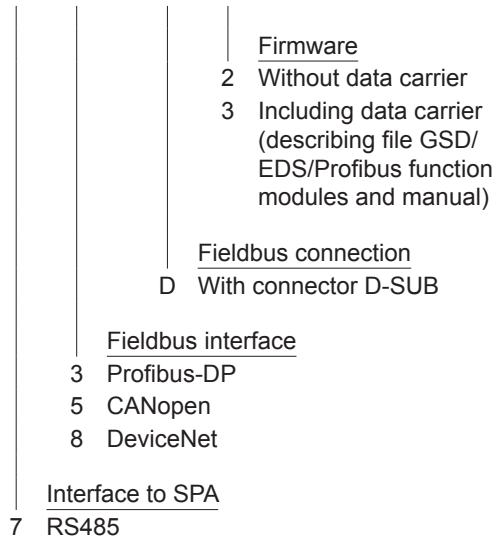 Firmware
2 Without data carrier
3 Including data carrier
(describing file GSD/
EDS/Profibus function
modules and manual)
Fieldbus connection
D With connector D-SUB
Fieldbus interface
3 Profibus-DP
5 CANopen
8 DeviceNet
Interface to SPA
7 RS485